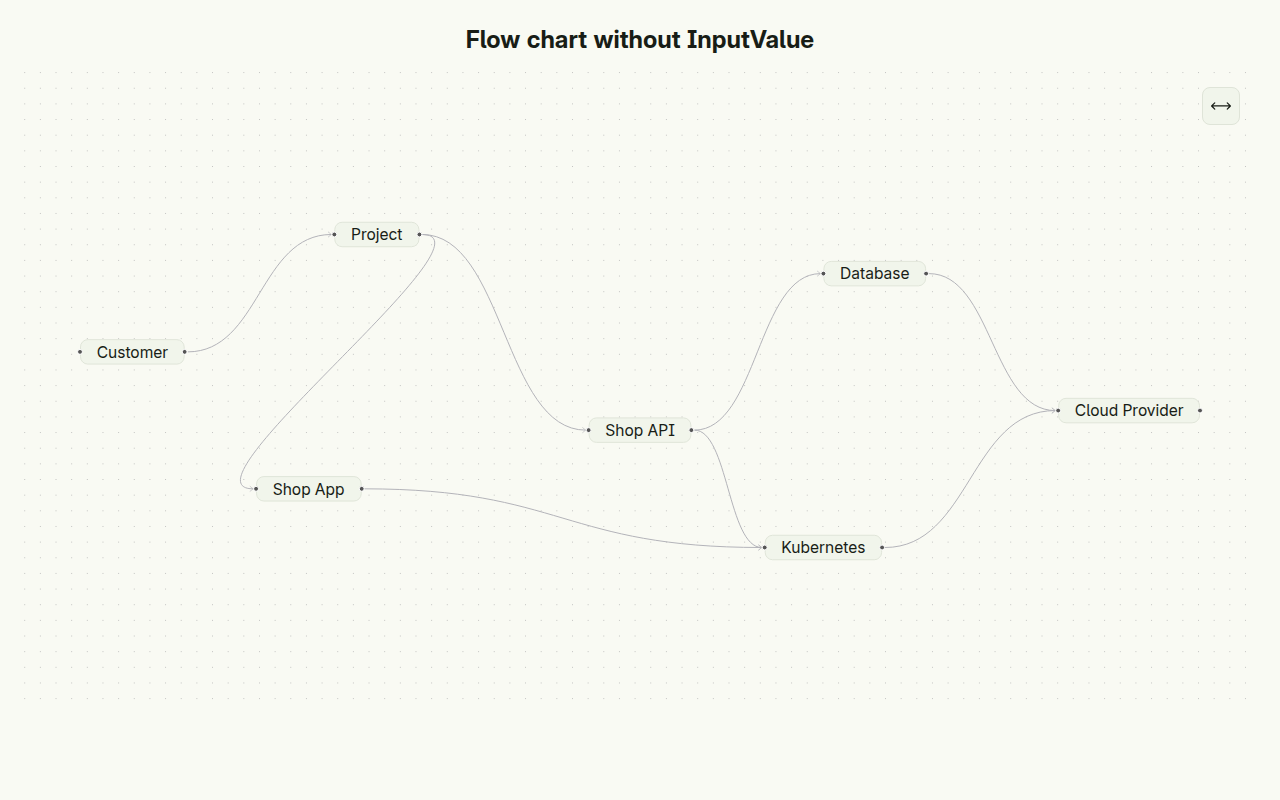 Flow chart without InputValue
Project
Database
Customer
Cloud Provider
Shop API
Shop App
Kubernetes